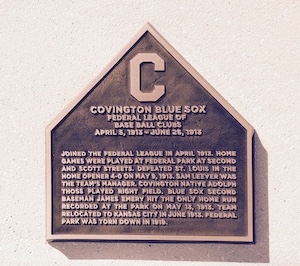 C
COVINGTON BLUE SOX
FEDERAL LEAGUE OF
BASE BALL CLUBS
APRIL 5, 1913 – JUNE 26, 1913
JOINED THE FEDERAL LEAGUE IN APRIL 1913. HOME
GAMES WERE PLAYED AT FEDERAL PARK AT SECOND
AND SCOTT STREETS. DEFEATED ST. LOUIS IN THE
HOME OPENER 4-0 ON MAY 9, 1913. SAM LEEVER WAS
THE TEAM'S MANAGER. COVINGTON NATIVE ADOLPH
THOSS PLAYED RIGHT FIELD. BLUE SOX SECOND
BASEMAN JAMES EMERY HIT THE ONLY HOME RUN
RECORDED AT THE PARK ON MAY 13, 1913. TEAM
RELOCATED TO KANSAS CITY IN JUNE 1913. FEDERAL
PARK WAS TORN DOWN IN 1919.